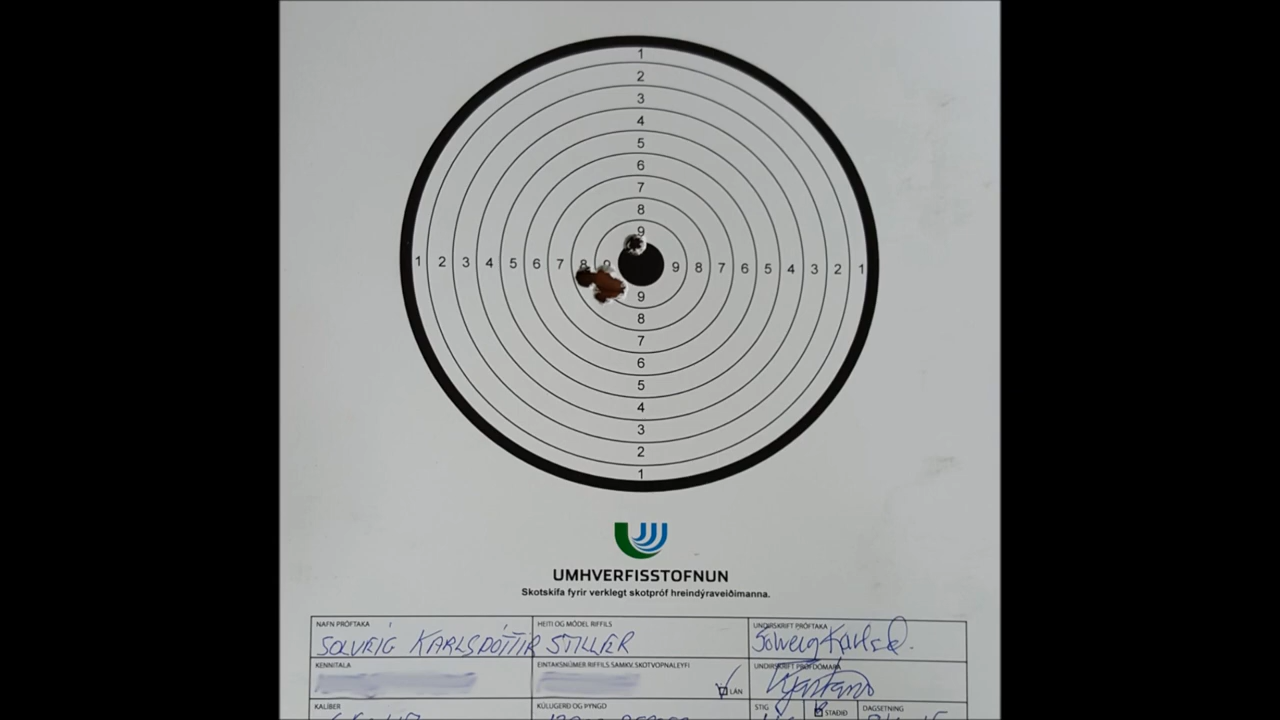 1
2
3
4
5
6
7
8
9
1 2 3 4 5 6 7 8 9 9 8 7 6 5 4 3 2 1
9
8
7
6
5
4
3
2
1
UMHVERFISSTOFNUN
Skotskífa fyrir verklegt skotpróf hreindýraveiðimanna.
NAFN PRÓFTAKA HEITI OG MÓDEL RIFFILS UNDIRSKRIFT PRÓFTAKA
SOLVEIG KARLSDÓTTIR STILLER Solveig Karlsd.
KENNITALA EINTAKSNÚMER RIFFILS SAMKV. SKOTVOPNALEYFI UNDIRSKRIFT PRÓFDÓMARA
LÁN
KALÍBER KÚLUGERÐ OG ÞYNGD STIG STAÐIÐ DAGSETNING